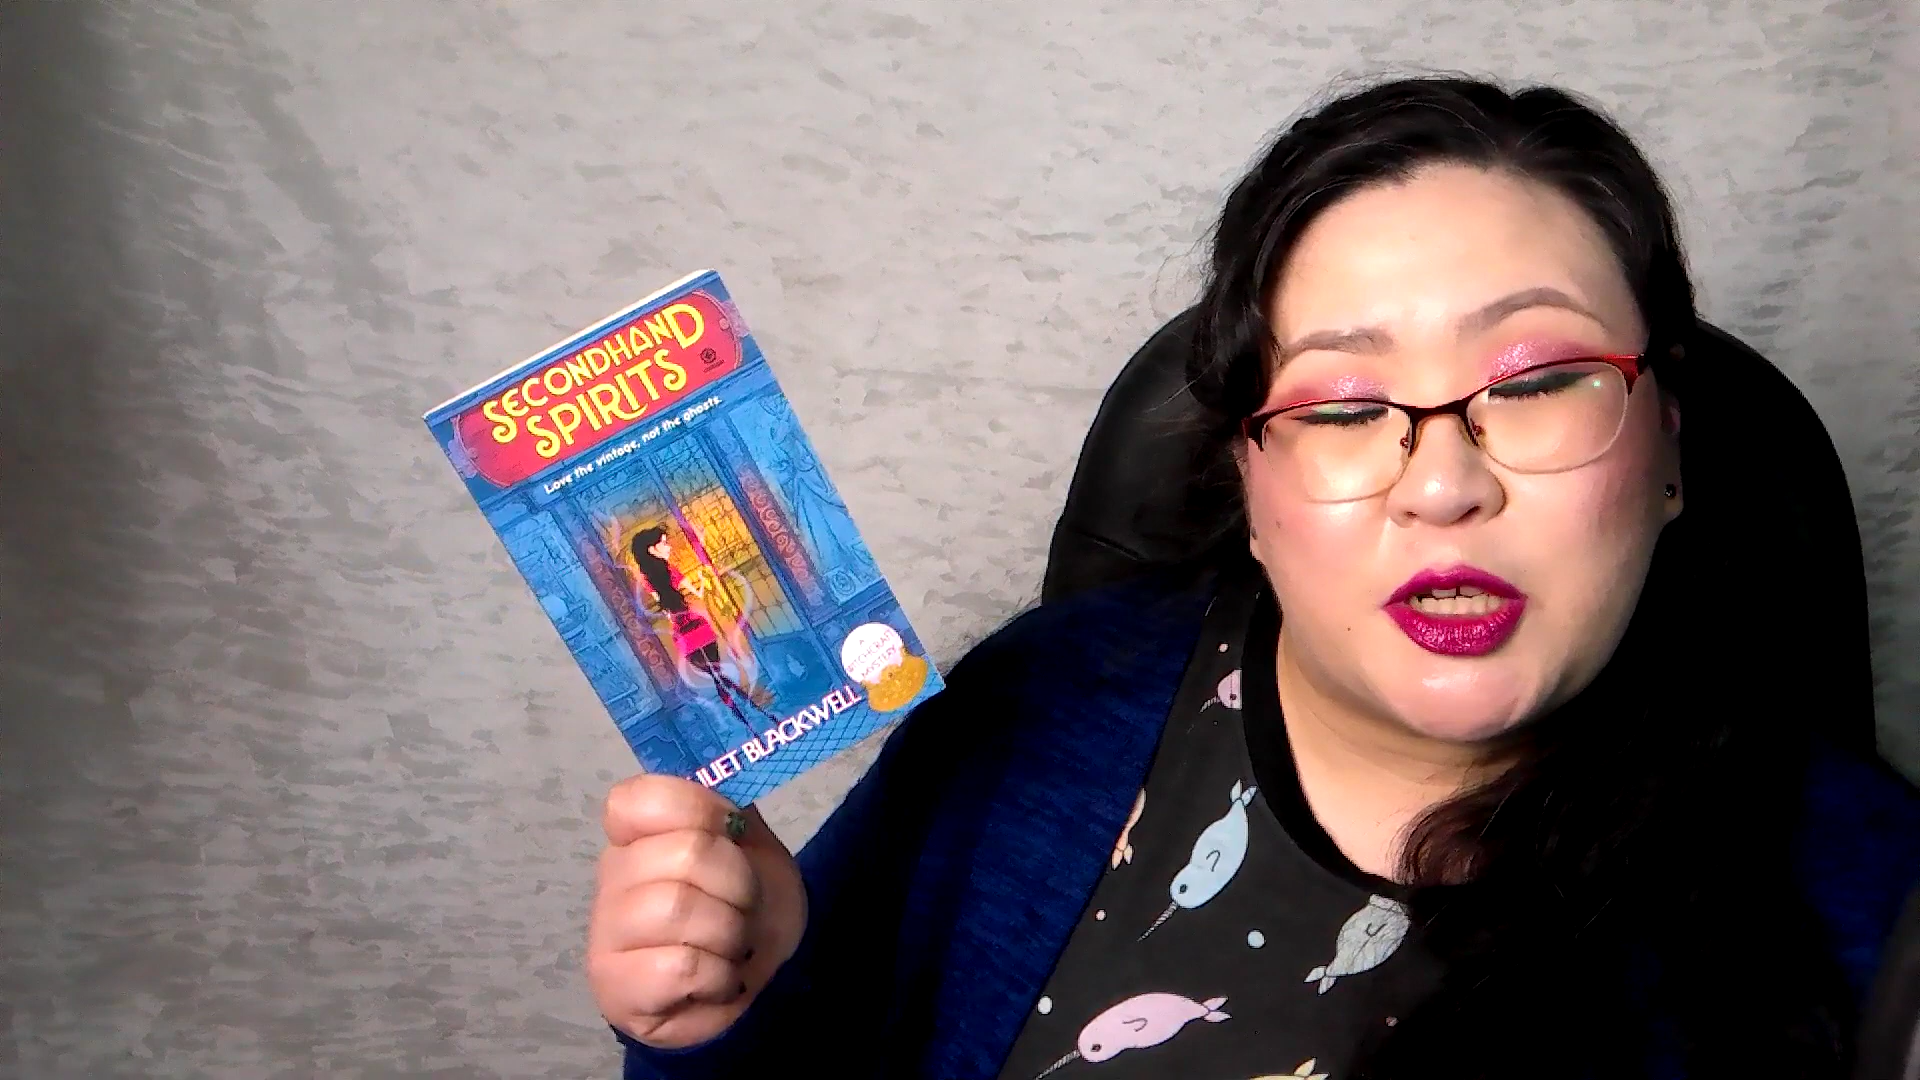 SECONDHAND
SPIRITS
Love the vintage, not the ghosts.
A
WITCHCRAFT
MYSTERY
JULIET BLACKWELL